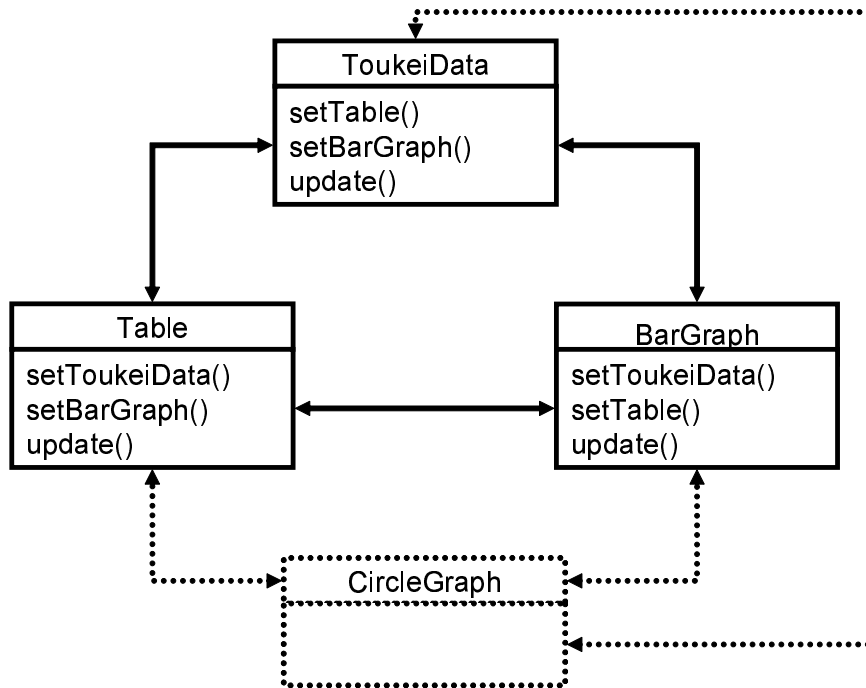 ToukeiData
setTable()
setBarGraph()
update()
Table
setToukeiData()
setBarGraph()
update()
BarGraph
setToukeiData()
setTable()
update()
CircleGraph